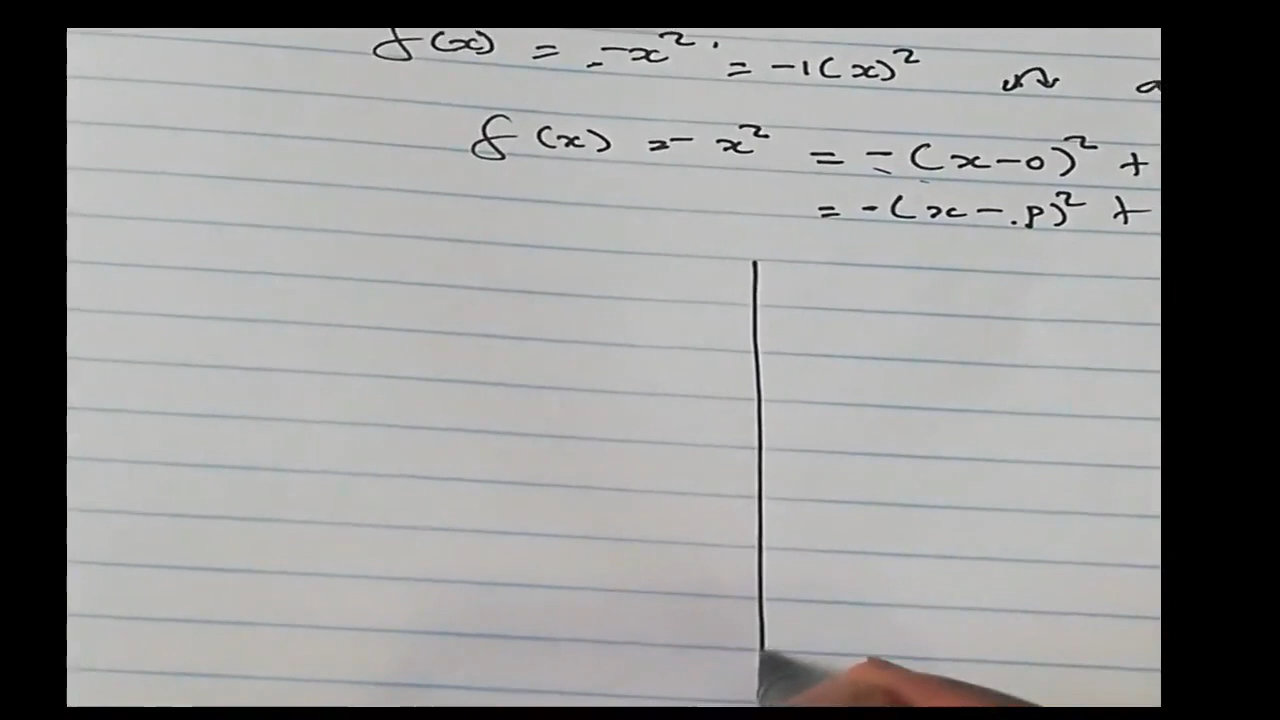 f(x) = -x² = -1(x)²
f(x) = - x² = -(x-0)² +
= -(x-p)² +